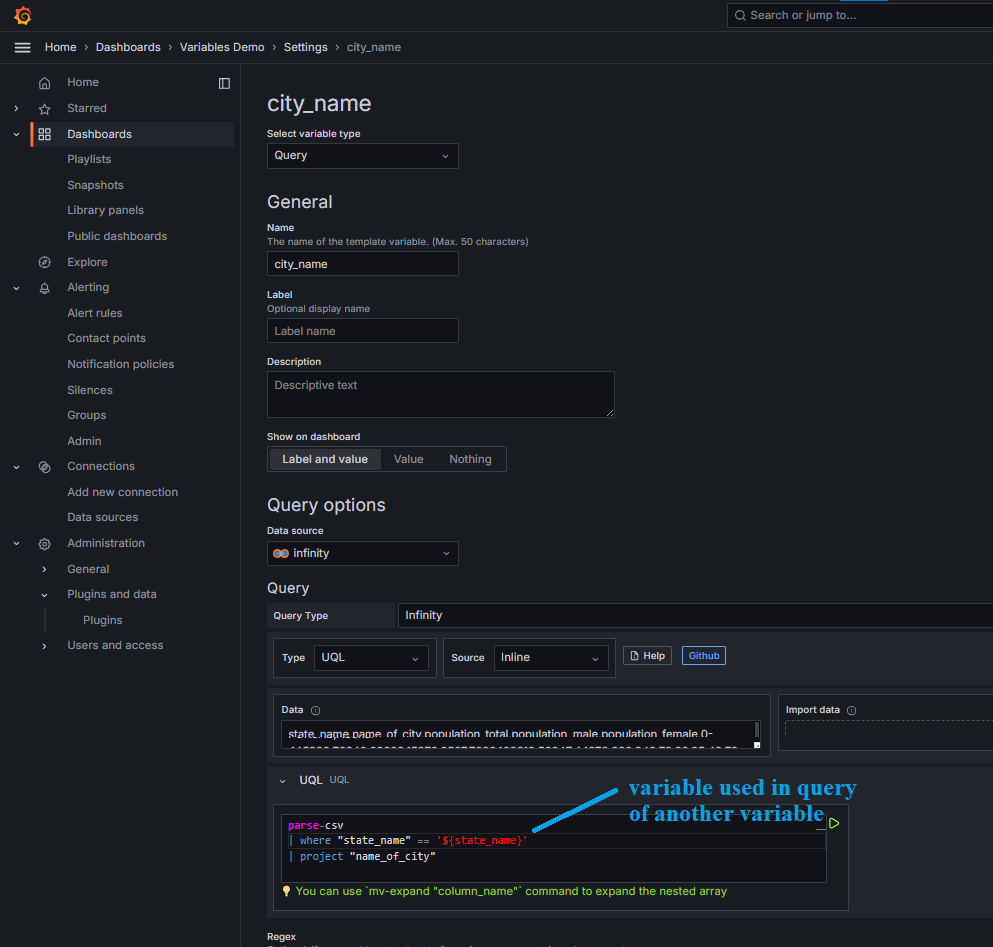 Search or jump to...
Home › Dashboards › Variables Demo › Settings › city_name
Home
Starred
Dashboards
Playlists
Snapshots
Library panels
Public dashboards
Explore
Alerting
Alert rules
Contact points
Notification policies
Silences
Groups
Admin
Connections
Add new connection
Data sources
Administration
General
Plugins and data
Plugins
Users and access
city_name
Select variable type
Query
General
Name
The name of the template variable. (Max. 50 characters)
city_name
Label
Optional display name
Label name
Description
Descriptive text
Show on dashboard
Label and value Value Nothing
Query options
Data source
infinity
Query
Query Type Infinity
Type UQL Source Inline Help Github
Data Import data
state_name,name_of_city,population_total,population_male,population_female,0-
UQL UQL
variable used in query
of another variable
parse-csv
| where "state_name" == '${state_name}'
| project "name_of_city"
You can use `mv-expand "column_name"` command to expand the nested array
Regex